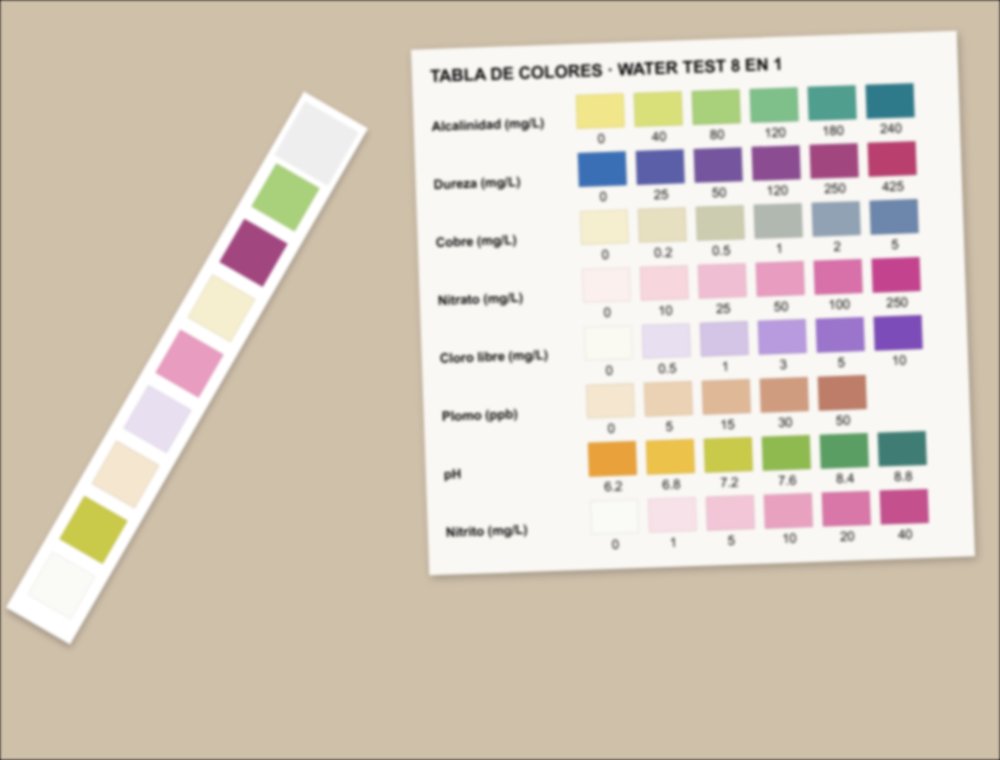 TABLA DE COLORES · WATER TEST 8 EN 1
Alcalinidad (mg/L)
0 40 80 120 180 240
Dureza (mg/L)
0 25 50 120 250 425
Cobre (mg/L)
0 0.2 0.5 1 2 5
Nitrato (mg/L)
0 10 25 50 100 250
Cloro libre (mg/L)
0 0.5 1 3 5 10
Plomo (ppb)
0 5 15 30 50
pH
6.2 6.8 7.2 7.6 8.4 8.8
Nitrito (mg/L)
0 1 5 10 20 40